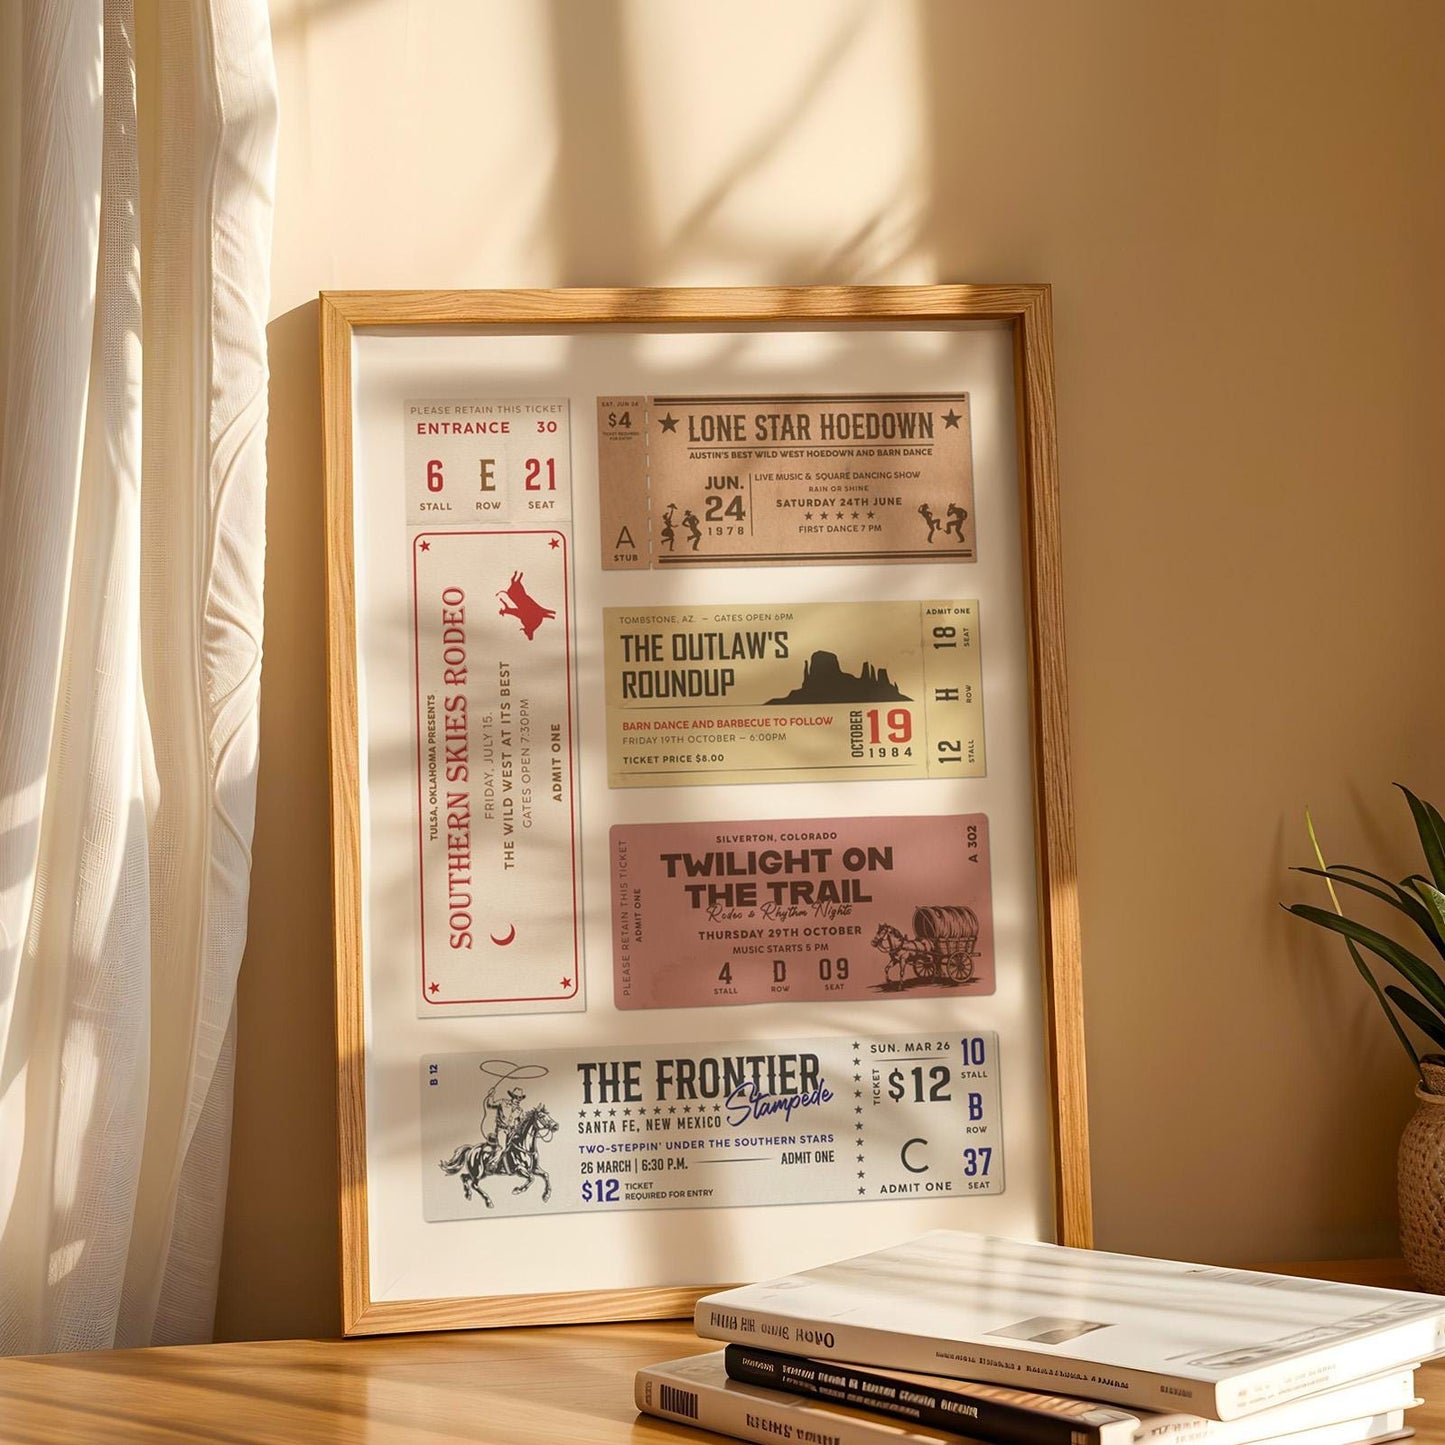 PLEASE RETAIN THIS TICKET
ENTRANCE 30
6 E 21
STALL ROW SEAT
TULSA, OKLAHOMA PRESENTS
SOUTHERN SKIES RODEO
FRIDAY, JULY 15.
THE WILD WEST AT ITS BEST
GATES OPEN 7:30PM
ADMIT ONE
SAT. JUN 24
$4
TICKET REQUIRED
FOR ENTRY
A
STUB
LONE STAR HOEDOWN
AUSTIN'S BEST WILD WEST HOEDOWN AND BARN DANCE
JUN.
24
1978
LIVE MUSIC & SQUARE DANCING SHOW
RAIN OR SHINE
SATURDAY 24TH JUNE
FIRST DANCE 7 PM
TOMBSTONE, AZ. – GATES OPEN 6PM
THE OUTLAW'S
ROUNDUP
BARN DANCE AND BARBECUE TO FOLLOW
FRIDAY 19TH OCTOBER – 6:00PM
TICKET PRICE $8.00
OCTOBER
19
1984
ADMIT ONE
18
SEAT
H
ROW
12
STALL
PLEASE RETAIN THIS TICKET
ADMIT ONE
SILVERTON, COLORADO
TWILIGHT ON
THE TRAIL
Rodeo & Rhythm Nights
THURSDAY 29TH OCTOBER
MUSIC STARTS 5 PM
4 D 09
STALL ROW SEAT
A 302
B 12
THE FRONTIER
Stampede
SANTA FE, NEW MEXICO
TWO-STEPPIN' UNDER THE SOUTHERN STARS
26 MARCH | 6:30 P.M. ADMIT ONE
$12 TICKET
REQUIRED FOR ENTRY
SUN. MAR 26
TICKET
$12
C
ADMIT ONE
10
STALL
B
ROW
37
SEAT